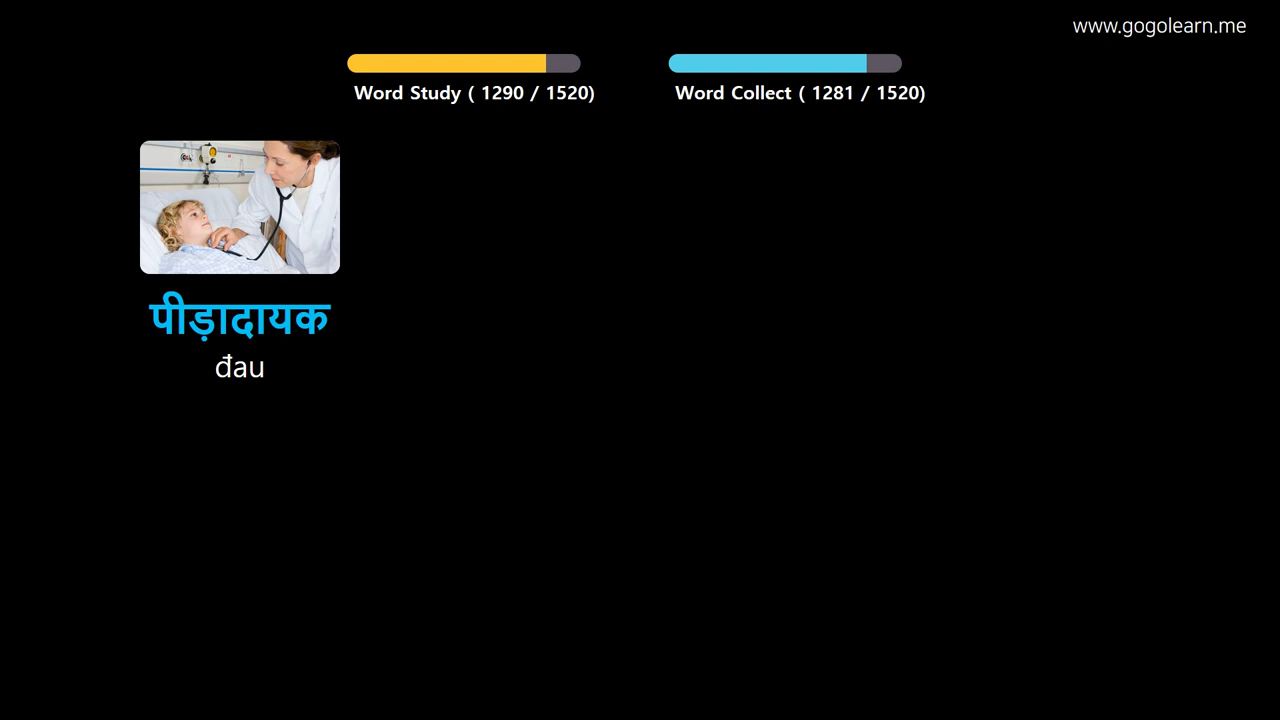 www.gogolearn.me
Word Study ( 1290 / 1520)
Word Collect ( 1281 / 1520)
पीड़ादायक
đau